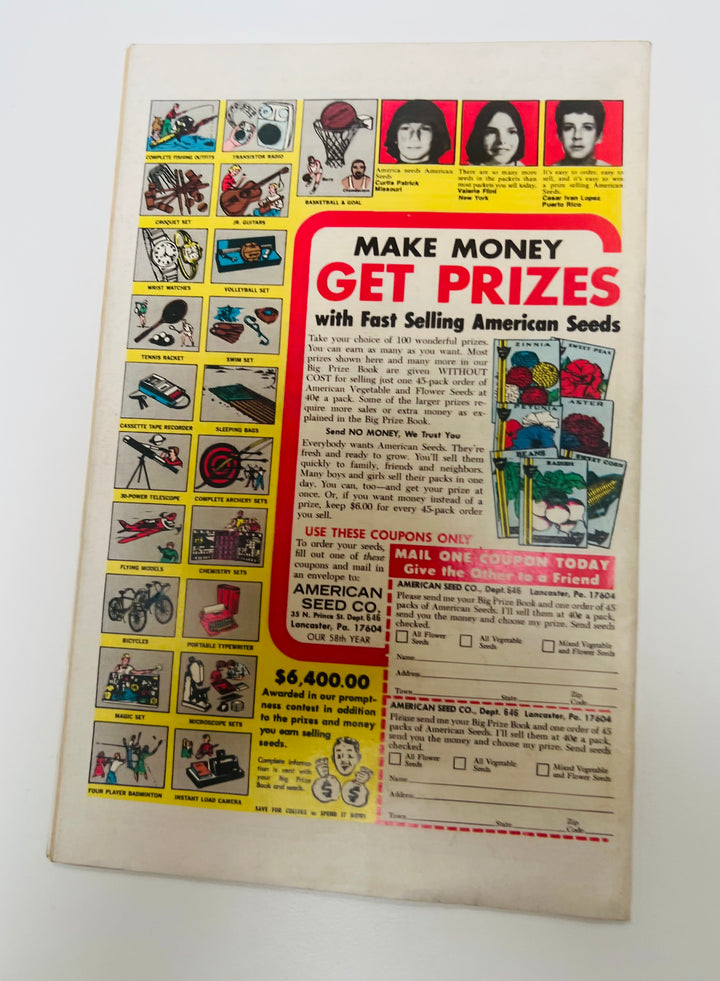 COMPLETE FISHING OUTFITS
TRANSISTOR RADIO
CROQUET SET
JR. GUITARS
BASKETBALL & GOAL
WRIST WATCHES
VOLLEYBALL SET
TENNIS RACKET
SWIM SET
CASSETTE TAPE RECORDER
SLEEPING BAGS
30-POWER TELESCOPE
COMPLETE ARCHERY SETS
FLYING MODELS
CHEMISTRY SETS
BICYCLES
PORTABLE TYPEWRITER
MAGIC SET
MICROSCOPE SETS
FOUR PLAYER BADMINTON
INSTANT LOAD CAMERA
America needs American
Seeds
Curtis Patrick
Missouri
There are so many more
seeds in the packets than
most packets you sell today.
Valerie Flint
New York
It's easy to order, easy to
sell, and it's easy to win
a prize selling American
Seeds.
Casar Ivan Lopez
Puerto Rico
MAKE MONEY
GET PRIZES
with Fast Selling American Seeds
Take your choice of 100 wonderful prizes.
You can earn as many as you want. Most
prizes shown here and many more in our
Big Prize Book are given WITHOUT
COST for selling just one 45-pack order of
American Vegetable and Flower Seeds at
40¢ a pack. Some of the larger prizes re-
quire more sales or extra money as ex-
plained in the Big Prize Book.
Send NO MONEY, We Trust You
Everybody wants American Seeds. They're
fresh and ready to grow. You'll sell them
quickly to family, friends and neighbors.
Many boys and girls sell their packs in one
day. You can, too—and get your prize at
once. Or, if you want money instead of a
prize, keep $6.00 for every 45-pack order
you sell.
ZINNIA
SWEET PEAS
PETUNIA
ASTER
BEANS
RADISH
SWEET CORN
USE THESE COUPONS ONLY
To order your seeds,
fill out one of these
coupons and mail in
an envelope to:
AMERICAN
SEED CO.
35 N. Prince St. Dept. 646
Lancaster, Pa. 17604
OUR 58th YEAR
MAIL ONE COUPON TODAY
Give the Other to a Friend
AMERICAN SEED CO., Dept. 646 Lancaster, Pa. 17604
Please send me your Big Prize Book and one order of 45
packs of American Seeds. I'll sell them at 40¢ a pack,
send you the money and choose my prize. Send seeds
checked.
All Flower Seeds
All Vegetable Seeds
Mixed Vegetable and Flower Seeds
Name
Address
Town State Zip Code
AMERICAN SEED CO., Dept. 646 Lancaster, Pa. 17604
Please send me your Big Prize Book and one order of 45
packs of American Seeds. I'll sell them at 40¢ a pack,
send you the money and choose my prize. Send seeds
checked.
All Flower Seeds
All Vegetable Seeds
Mixed Vegetable and Flower Seeds
Name
Address
Town State Zip Code
$6,400.00
Awarded in our prompt-
ness contest in addition
to the prizes and money
you earn selling
seeds.
Complete informa-
tion is sent with
your Big Prize
Book and seeds.
$ $
SAVE FOR COLLEGE or SPEND IT NOW!